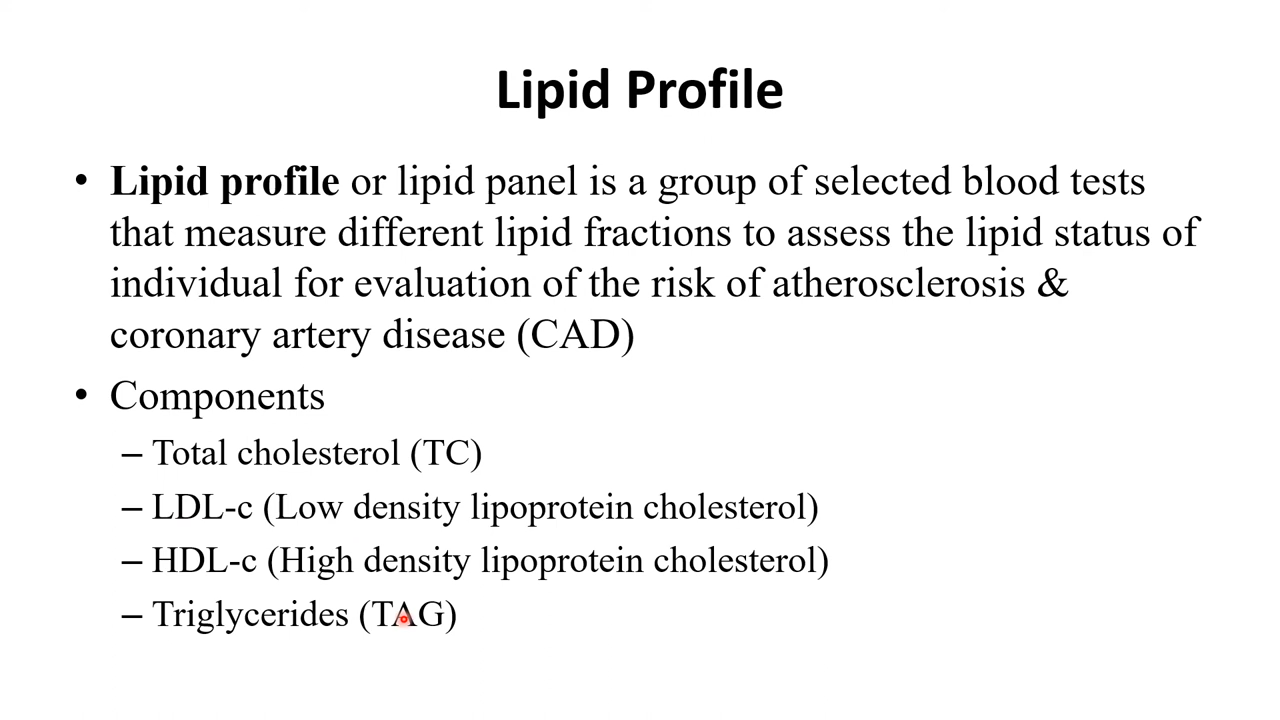 Lipid Profile
• Lipid profile or lipid panel is a group of selected blood tests
that measure different lipid fractions to assess the lipid status of
individual for evaluation of the risk of atherosclerosis &
coronary artery disease (CAD)
• Components
– Total cholesterol (TC)
– LDL-c (Low density lipoprotein cholesterol)
– HDL-c (High density lipoprotein cholesterol)
– Triglycerides (TAG)